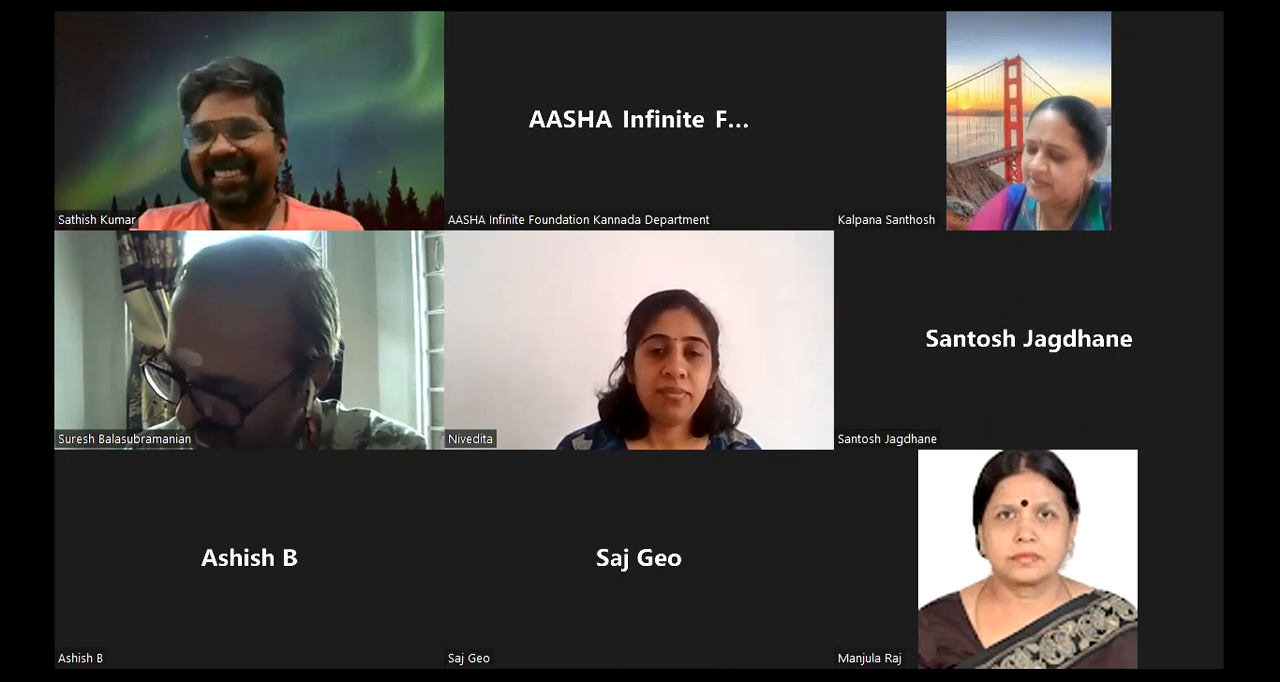 AASHA Infinite F...
Sathish Kumar
AASHA Infinite Foundation Kannada Department
Kalpana Santhosh
Santosh Jagdhane
Suresh Balasubramanian
Nivedita
Santosh Jagdhane
Ashish B
Saj Geo
Ashish B
Saj Geo
Manjula Raj